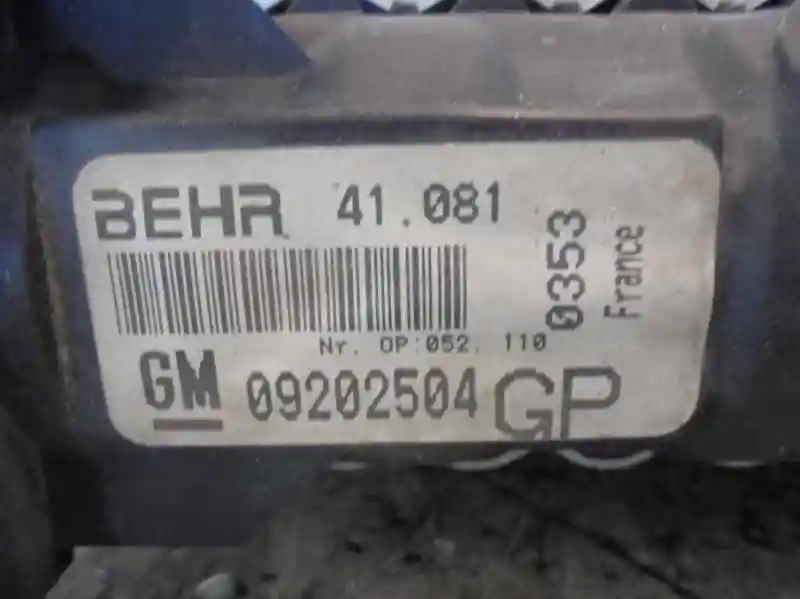 BEHR 41.081
0353
France
Nr. OP:052. 110
GM 09202504 GP